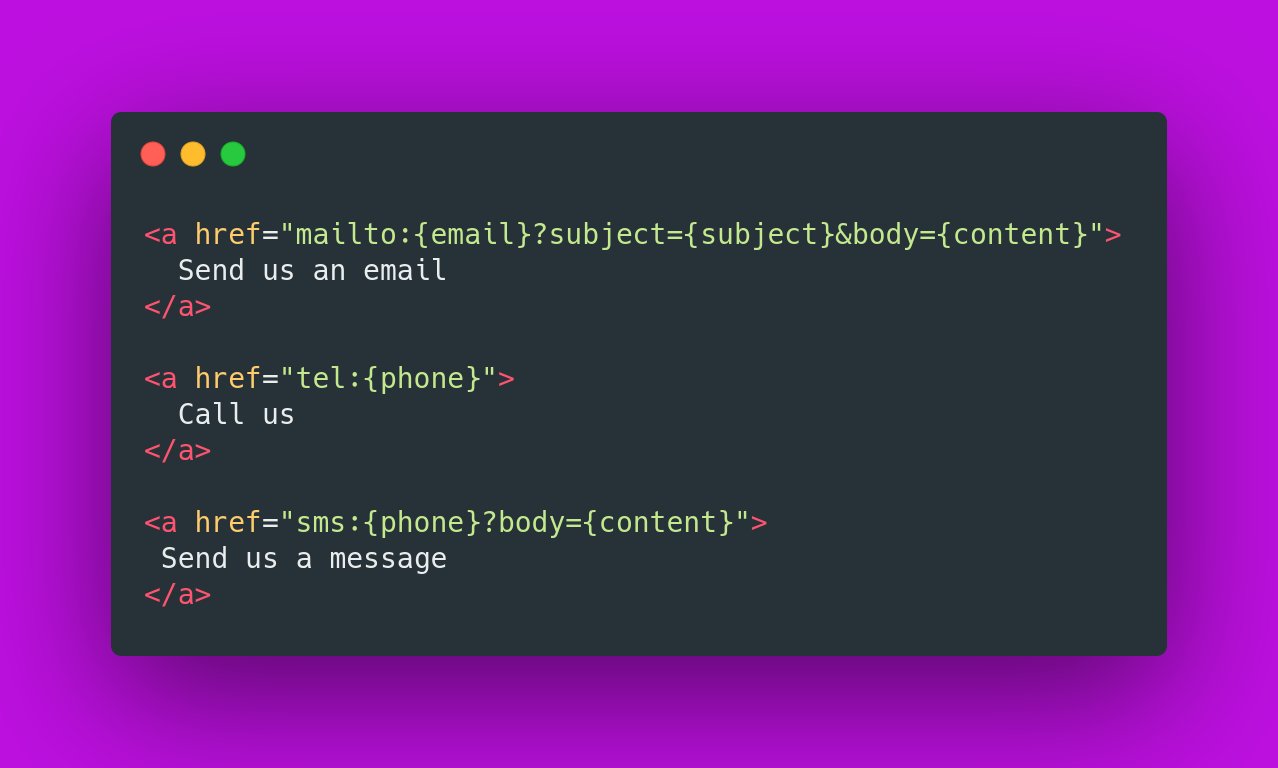 <a href="mailto:{email}?subject={subject}&body={content}">
  Send us an email
</a>

<a href="tel:{phone}">
  Call us
</a>

<a href="sms:{phone}?body={content}">
 Send us a message
</a>